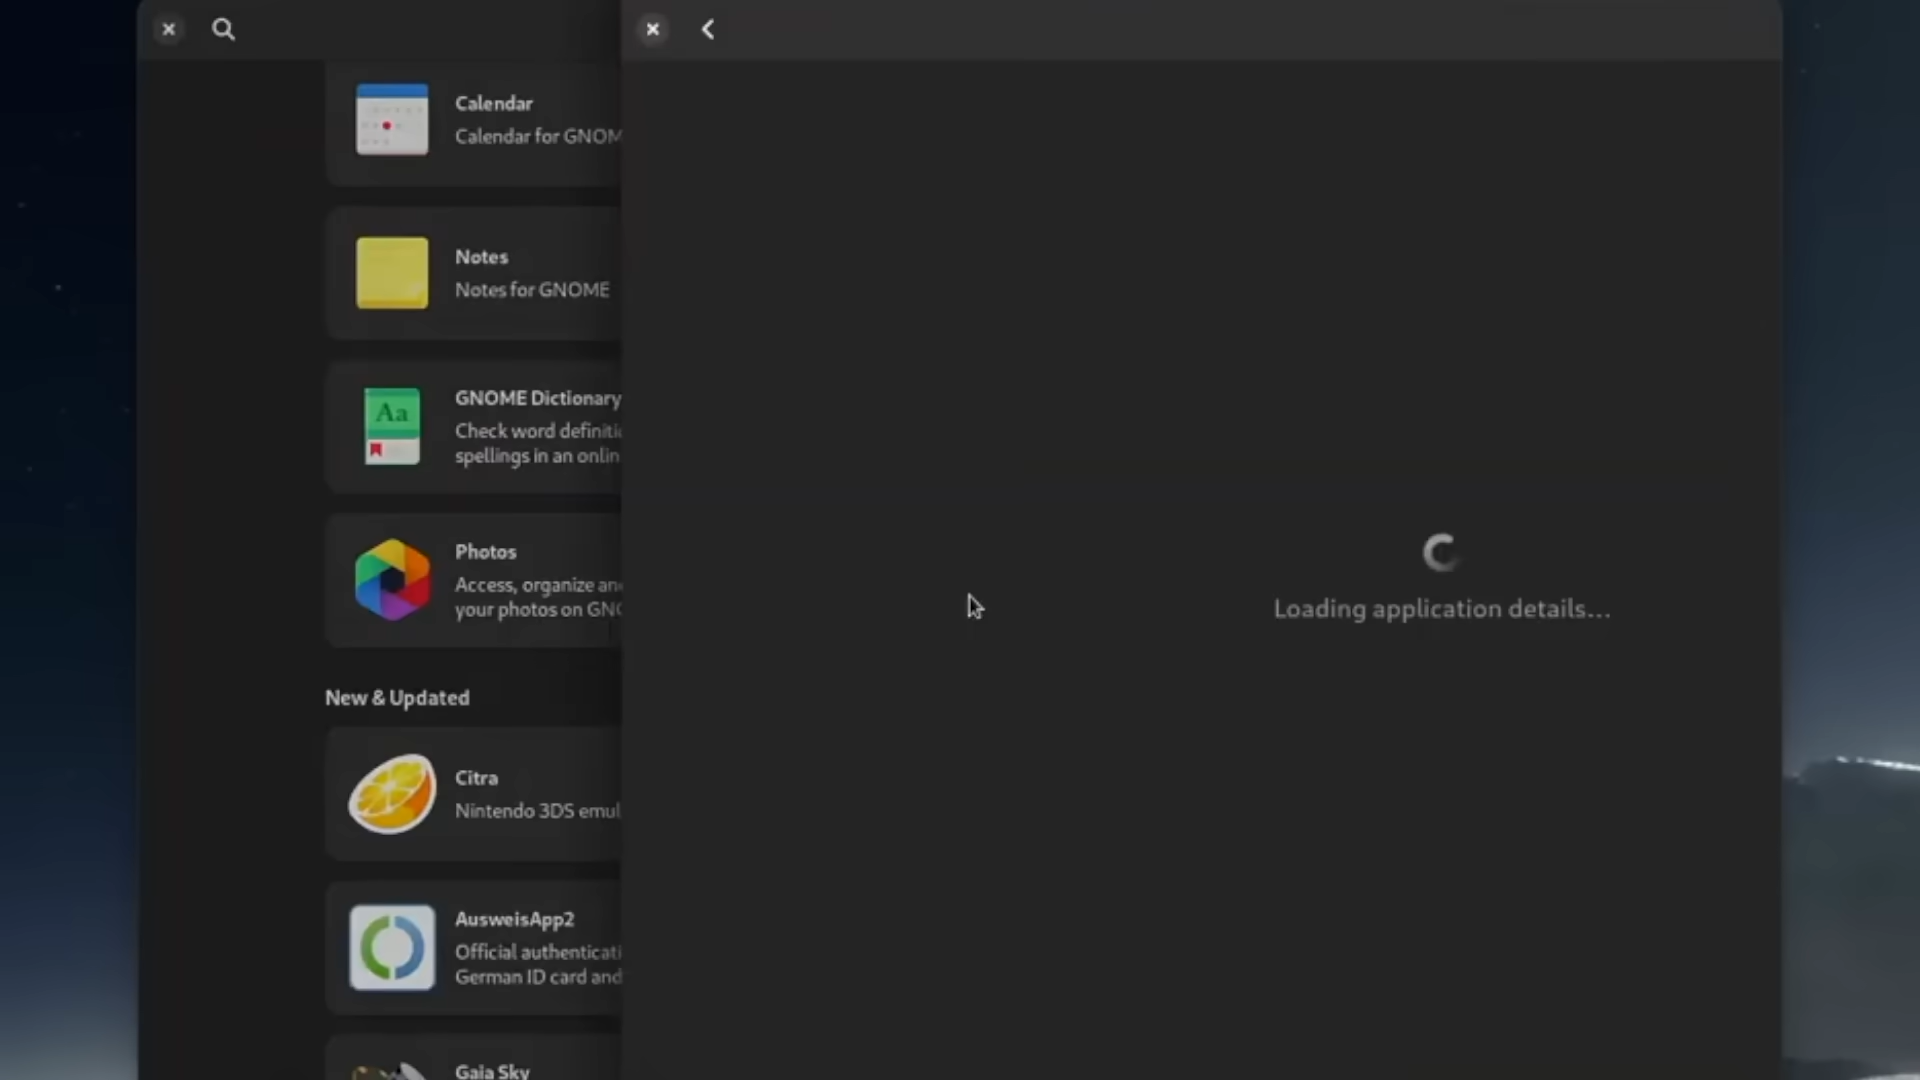 Calendar
Calendar for GNOM
Notes
Notes for GNOME
GNOME Dictionary
Aa
Check word definiti
spellings in an onlin
Photos
Access, organize an
your photos on GN
New & Updated
Citra
Nintendo 3DS emul
AusweisApp2
Official authenticati
German ID card and
Gaia Sky
Loading application details...